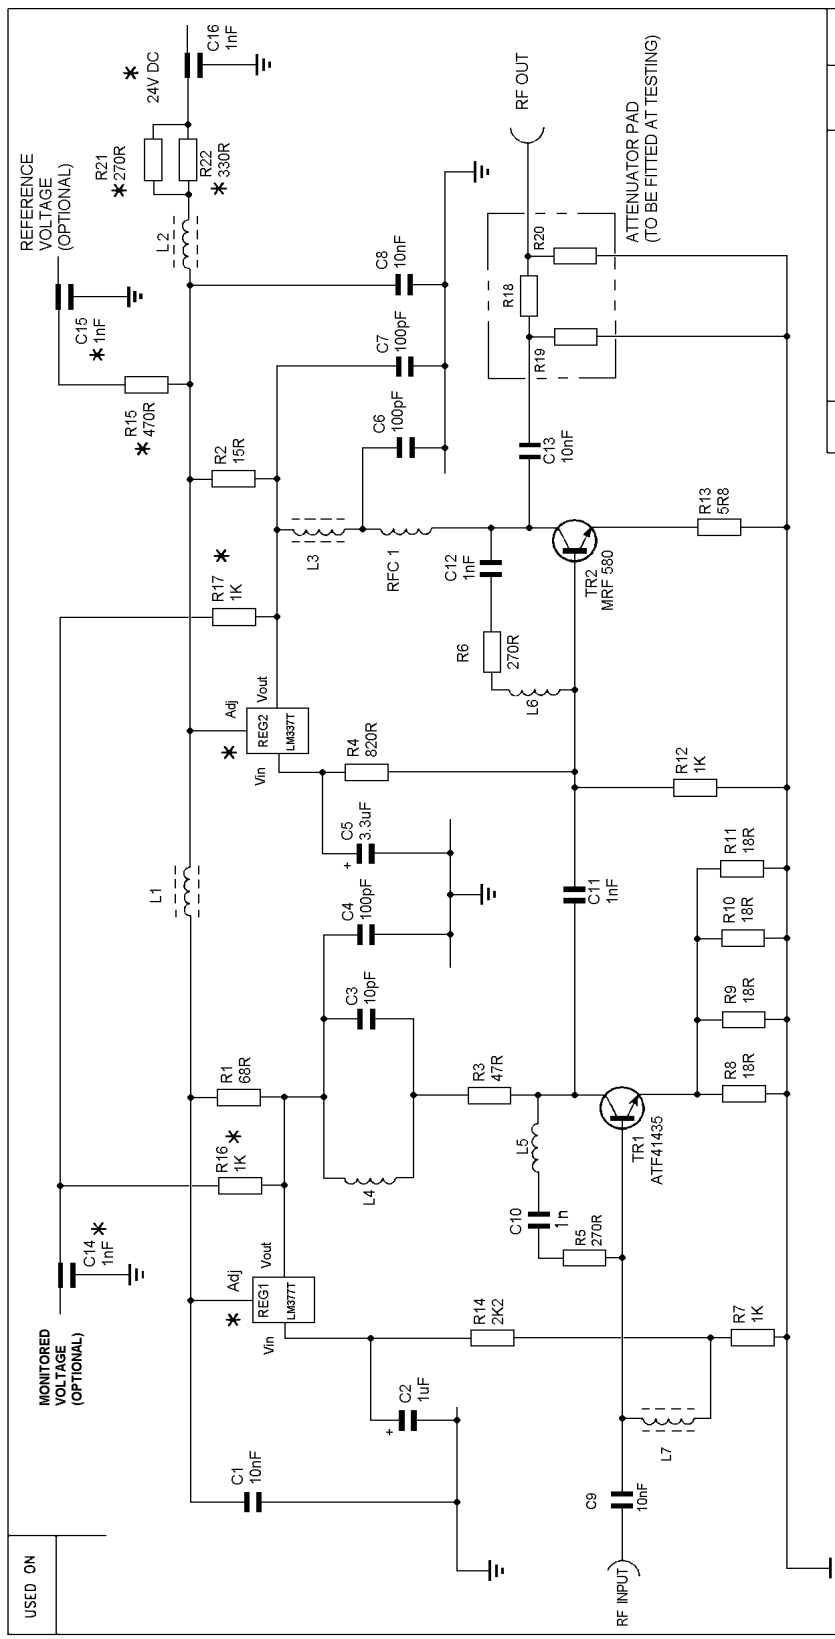 USED ON
MONITORED
VOLTAGE
(OPTIONAL)
C14
1nF
*
REFERENCE
VOLTAGE
(OPTIONAL)
C15
* 1nF
R15
* 470R
*
24V DC
C16
1nF
R21
* 270R
R22
* 330R
L2
L1
R16
1K
*
R1
68R
R17
1K
*
R2
15R
C1
10nF
*
REG1
LM377T
Adj
Vin
Vout
*
REG2
LM337T
Adj
Vin
Vout
C2
1uF
+
L4
C3
10pF
C4
100pF
C5
3.3uF
+
R4
820R
L3
RFC 1
C6
100pF
C7
100pF
C8
10nF
R14
2K2
R3
47R
L5
C10
1n
R5
270R
L6
R6
270R
C12
1nF
C13
10nF
R19
R18
R20
RF OUT
ATTENUATOR PAD
(TO BE FITTED AT TESTING)
RF INPUT
C9
10nF
L7
R7
1K
TR1
ATF41435
C11
1nF
TR2
MRF 580
R8
18R
R9
18R
R10
18R
R11
18R
R12
1K
R13
5R8